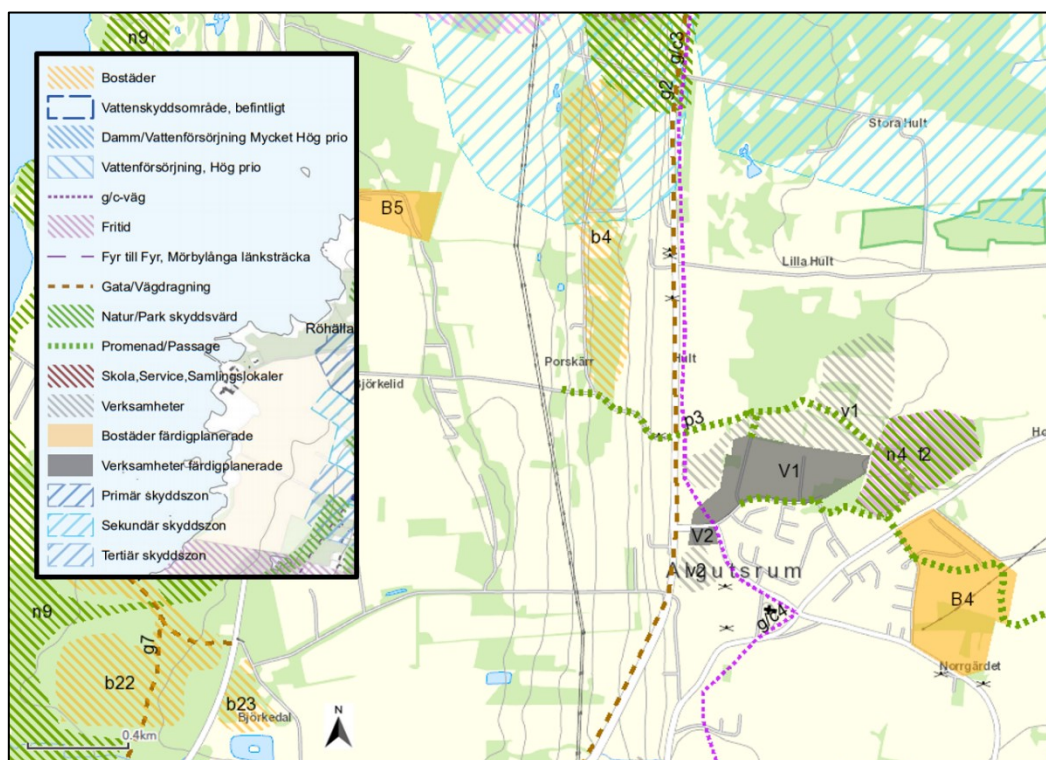 n9
Bostäder
Vattenskyddsområde, befintligt
Damm/Vattenförsörjning Mycket Hög prio
Vattenförsörjning, Hög prio
g/c-väg
Fritid
Fyr till Fyr, Mörbylånga länksträcka
Gata/Vägdragning
Natur/Park skyddsvärd
Promenad/Passage
Skola,Service,Samlingslokaler
Verksamheter
Bostäder färdigplanerade
Verksamheter färdigplanerade
Primär skyddszon
Sekundär skyddszon
Tertiär skyddszon
Röhälla
g/c3
g2
Stora Hult
B5
b4
Lilla Hult
Porskärr
Hult
Björkelid
p3
v1
V1
n4 f2
V2
v2
Algutsrum
B4
g/c4
Norrgärdet
n9
g7
b22
b23
Björkedal
N
0.4km